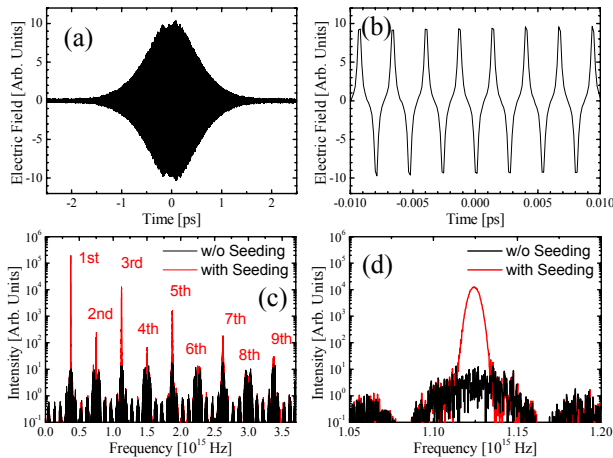 (a)
Electric Field [Arb. Units]
10
5
0
-5
-10
-2 -1 0 1 2
Time [ps]
(b)
Electric Field [Arb. Units]
10
5
0
-5
-10
-0.010 -0.005 0.000 0.005 0.010
Time [ps]
(c)
w/o Seeding
with Seeding
1st
2nd
3rd
4th
5th
6th
7th
8th
9th
Intensity [Arb. Units]
10^6
10^5
10^4
10^3
10^2
10^1
10^0
10^-1
0.0 0.5 1.0 1.5 2.0 2.5 3.0 3.5
Frequency [10^15 Hz]
(d)
w/o Seeding
with Seeding
Intensity [Arb. Units]
10^6
10^5
10^4
10^3
10^2
10^1
10^0
10^-1
1.05 1.10 1.15 1.20
Frequency [10^15 Hz]